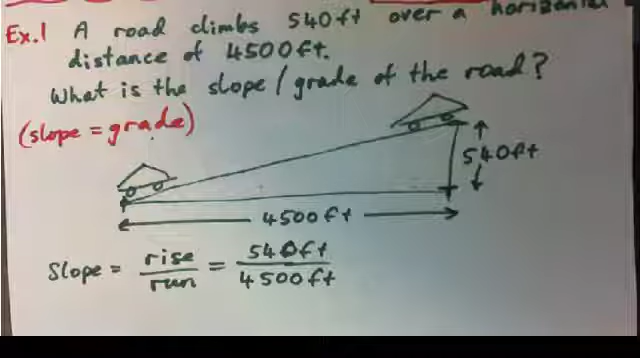 Ex.1 A road climbs 540ft over a horizontal
distance of 4500ft.
What is the slope/grade of the road?
(slope = grade)
540ft
4500ft
Slope = rise/run = 540ft/4500ft